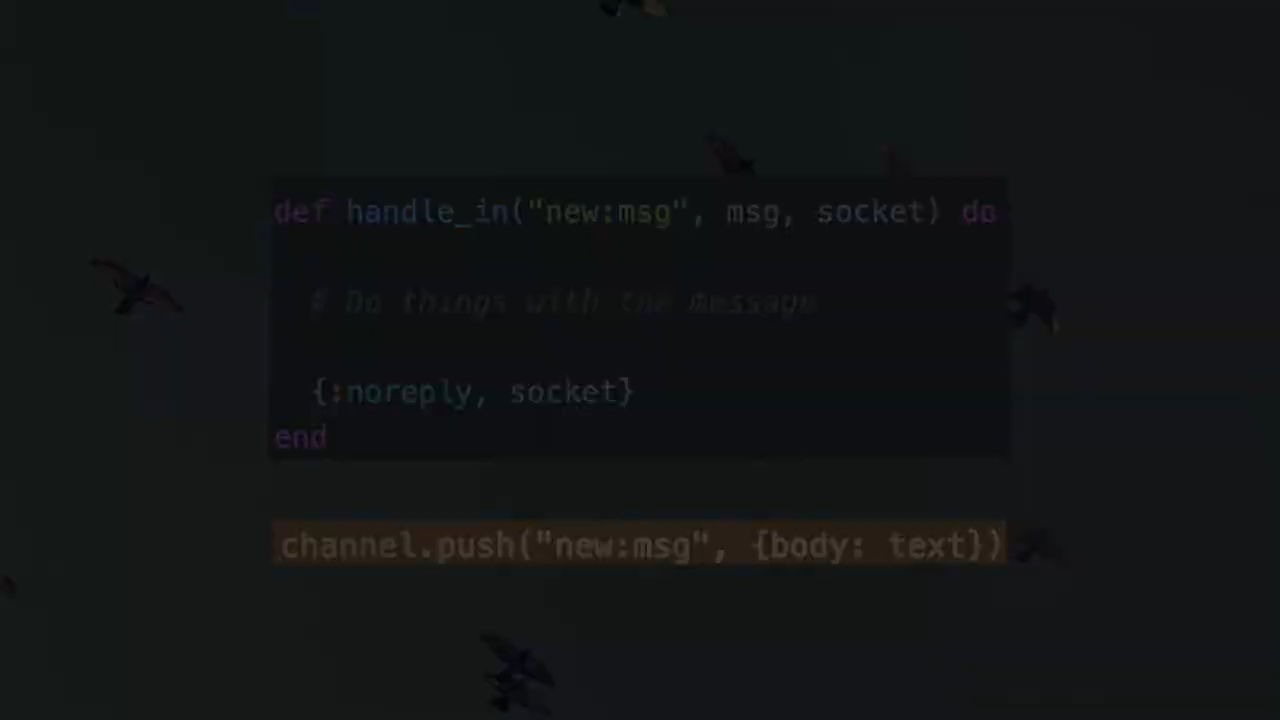 def handle_in("new:msg", msg, socket) do
# Do things with the message
{:noreply, socket}
end
channel.push("new:msg", {body: text})